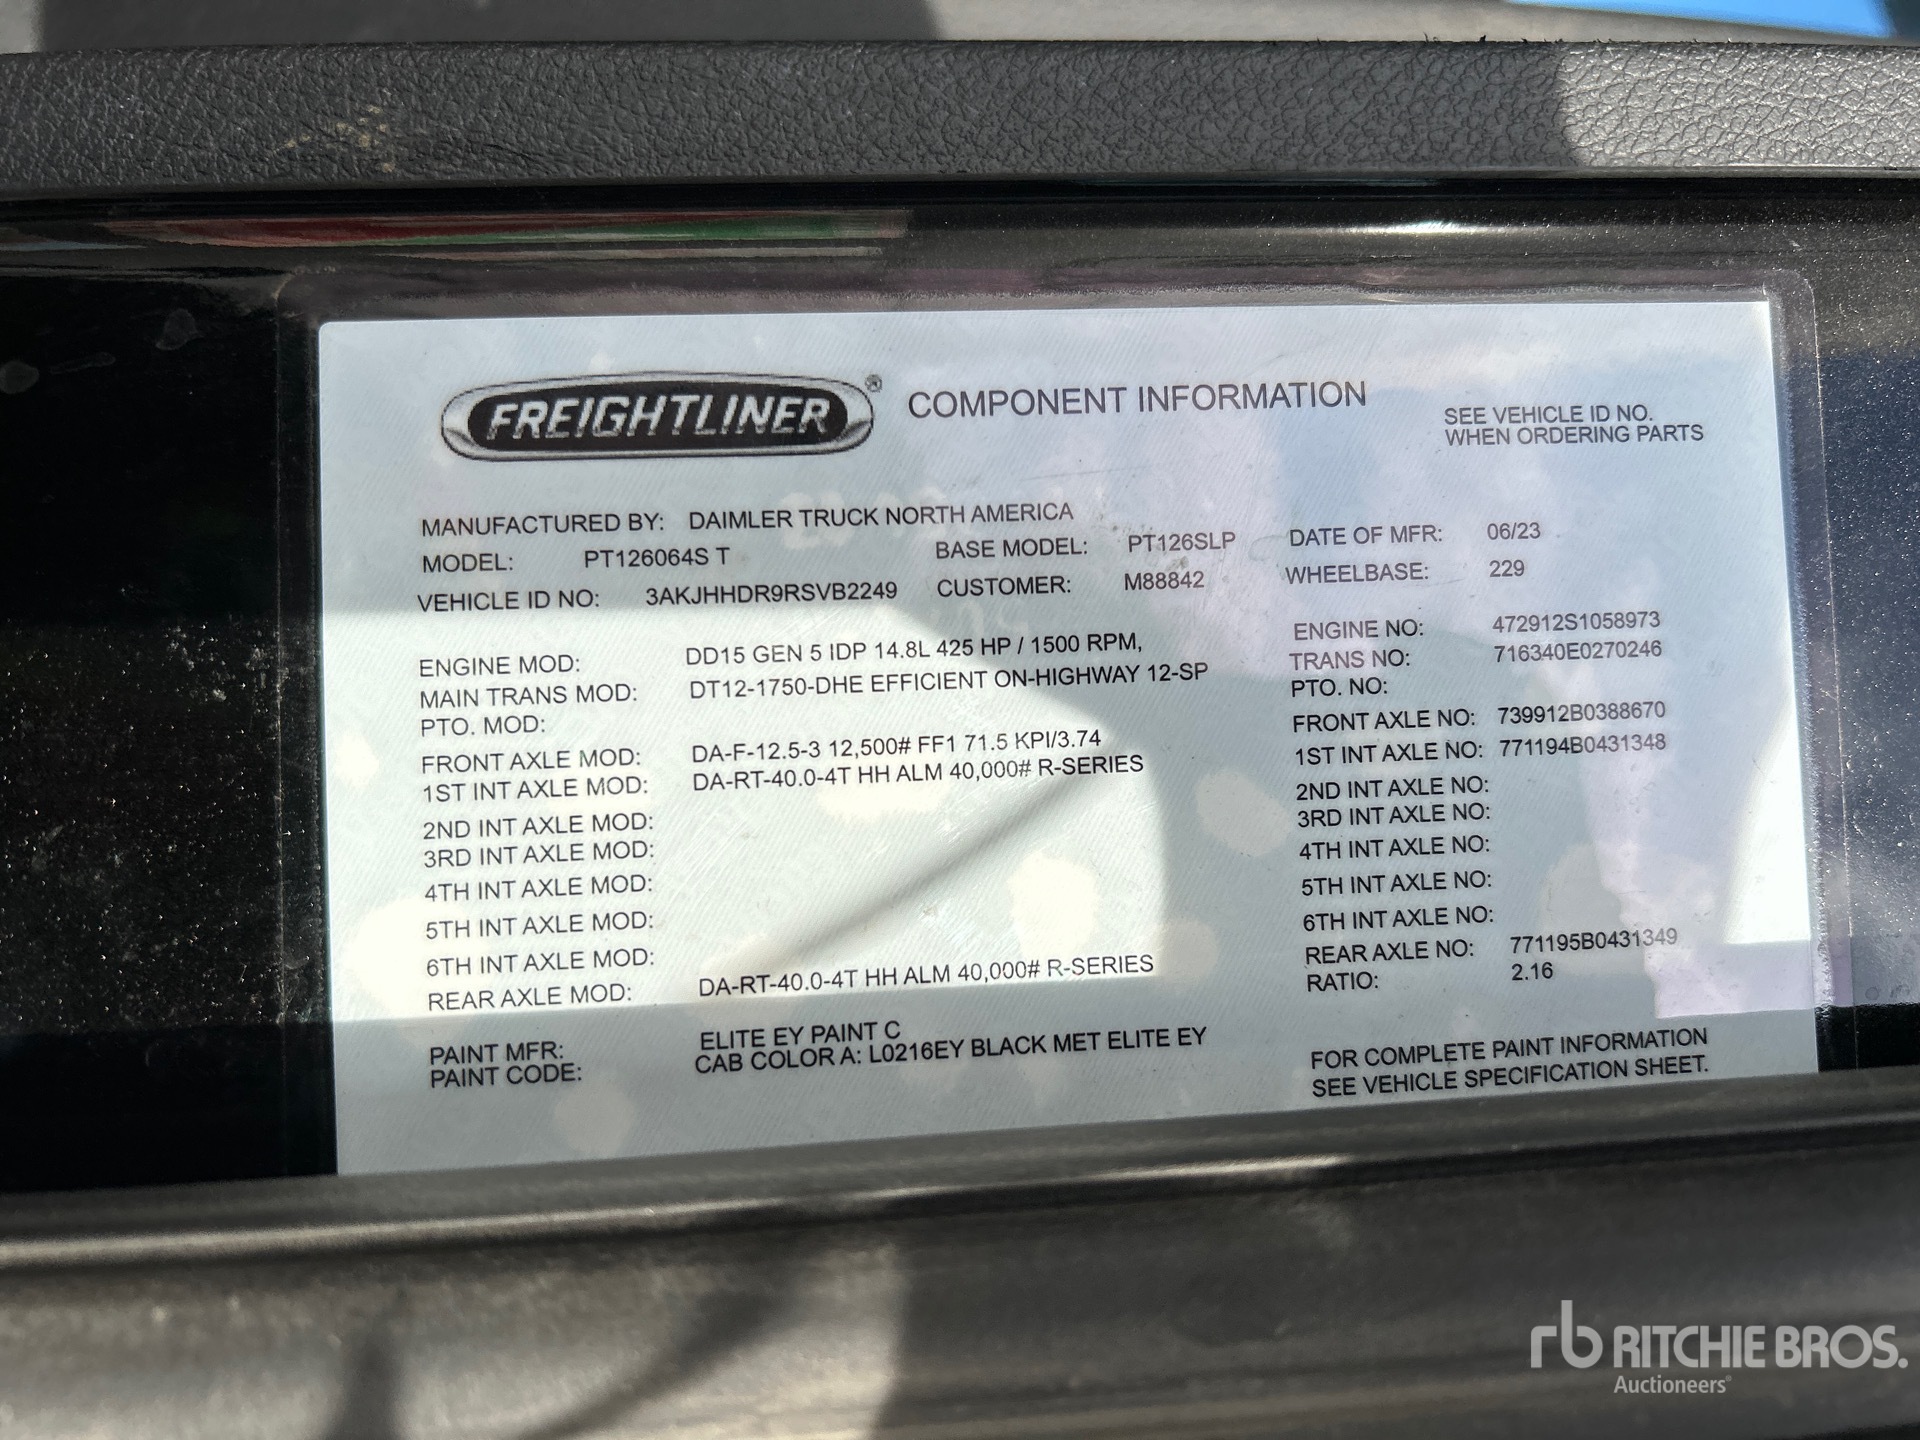 FREIGHTLINER® COMPONENT INFORMATION
SEE VEHICLE ID NO.
WHEN ORDERING PARTS
MANUFACTURED BY: DAIMLER TRUCK NORTH AMERICA
MODEL: PT126064S T BASE MODEL: PT126SLP DATE OF MFR: 06/23
VEHICLE ID NO: 3AKJHHDR9RSVB2249 CUSTOMER: M88842 WHEELBASE: 229
ENGINE MOD: DD15 GEN 5 IDP 14.8L 425 HP / 1500 RPM, ENGINE NO: 472912S1058973
MAIN TRANS MOD: DT12-1750-DHE EFFICIENT ON-HIGHWAY 12-SP TRANS NO: 716340E0270246
PTO. MOD: PTO. NO:
FRONT AXLE MOD: DA-F-12.5-3 12,500# FF1 71.5 KPI/3.74 FRONT AXLE NO: 739912B0388670
1ST INT AXLE MOD: DA-RT-40.0-4T HH ALM 40,000# R-SERIES 1ST INT AXLE NO: 771194B0431348
2ND INT AXLE MOD: 2ND INT AXLE NO:
3RD INT AXLE MOD: 3RD INT AXLE NO:
4TH INT AXLE MOD: 4TH INT AXLE NO:
5TH INT AXLE MOD: 5TH INT AXLE NO:
6TH INT AXLE MOD: 6TH INT AXLE NO:
REAR AXLE MOD: DA-RT-40.0-4T HH ALM 40,000# R-SERIES REAR AXLE NO: 771195B0431349
RATIO: 2.16
PAINT MFR: ELITE EY PAINT C
PAINT CODE: CAB COLOR A: L0216EY BLACK MET ELITE EY
FOR COMPLETE PAINT INFORMATION
SEE VEHICLE SPECIFICATION SHEET.
rb RITCHIE BROS.
Auctioneers®